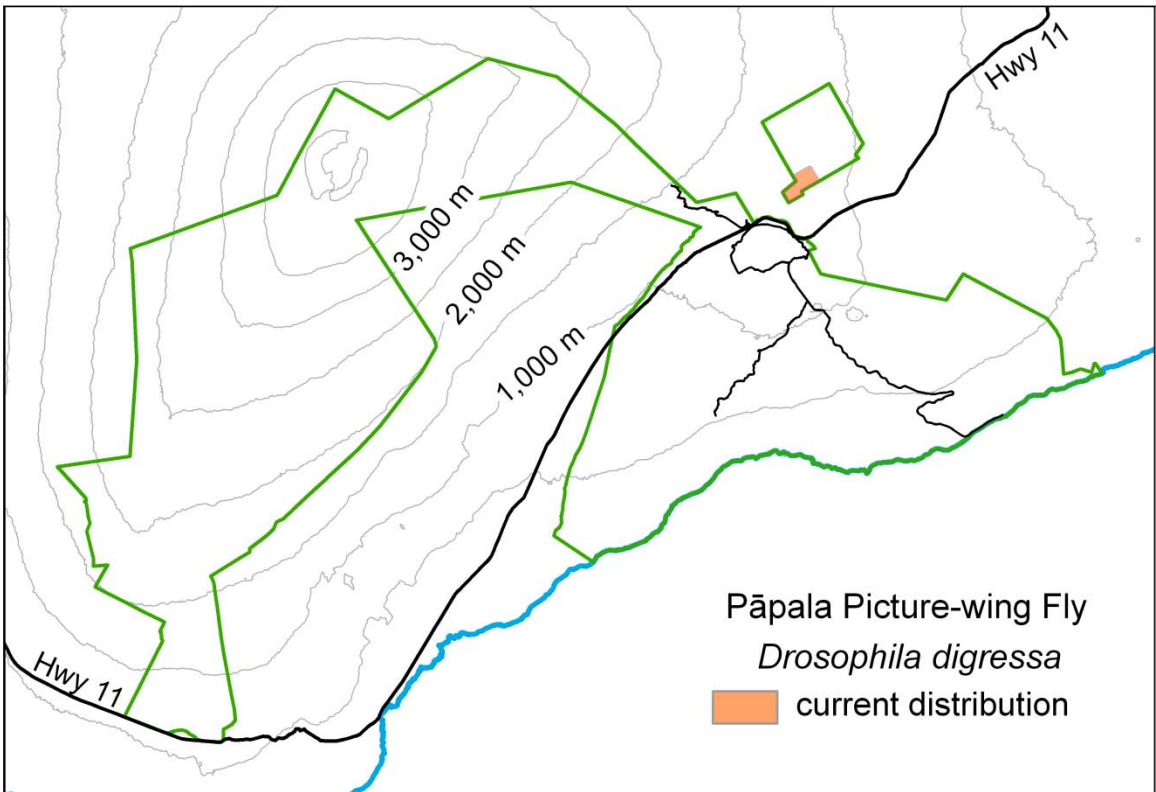 Hwy 11
3,000 m
2,000 m
1,000 m
Hwy 11
Pāpala Picture-wing Fly
Drosophila digressa
current distribution